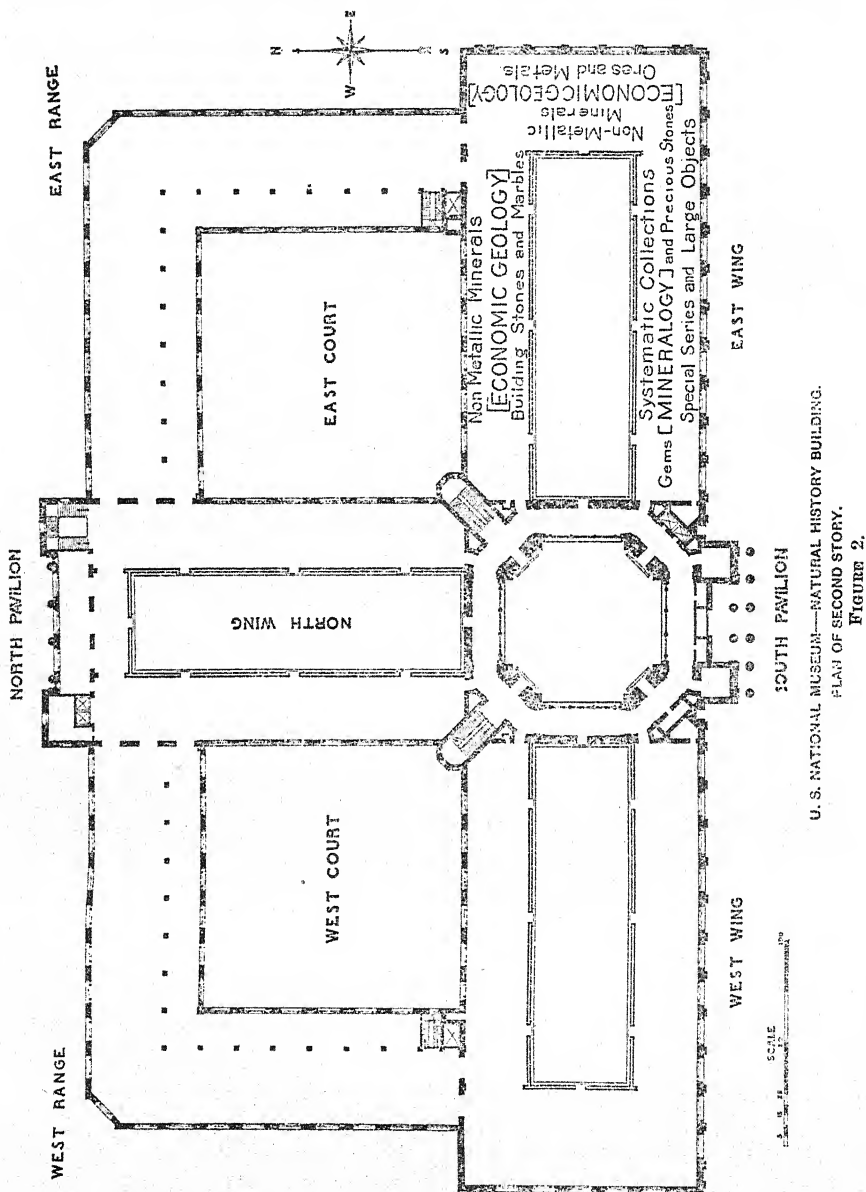 NORTH PAVILION
WEST RANGE
EAST RANGE
N
E
S
W
WEST COURT
NORTH WING
EAST COURT
Non Metallic Minerals
[ECONOMIC GEOLOGY]
Building Stones and Marbles
Non-Metallic
Minerals
[ECONOMIC GEOLOGY]
Ores and Metals.
Systematic Collections
Gems [MINERALOGY] and Precious Stones
Special Series and Large Objects
WEST WING
SOUTH PAVILION
EAST WING
SCALE
U. S. NATIONAL MUSEUM—NATURAL HISTORY BUILDING.
PLAN OF SECOND STORY.
FIGURE 2.